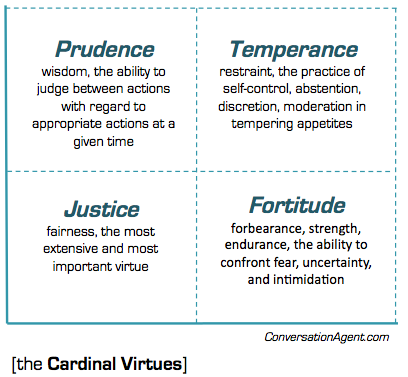 Prudence
wisdom, the ability to
judge between actions
with regard to
appropriate actions at a
given time
Temperance
restraint, the practice of
self-control, abstention,
discretion, moderation in
tempering appetites
Justice
fairness, the most
extensive and most
important virtue
Fortitude
forbearance, strength,
endurance, the ability to
confront fear, uncertainty,
and intimidation
ConversationAgent.com
[the Cardinal Virtues]